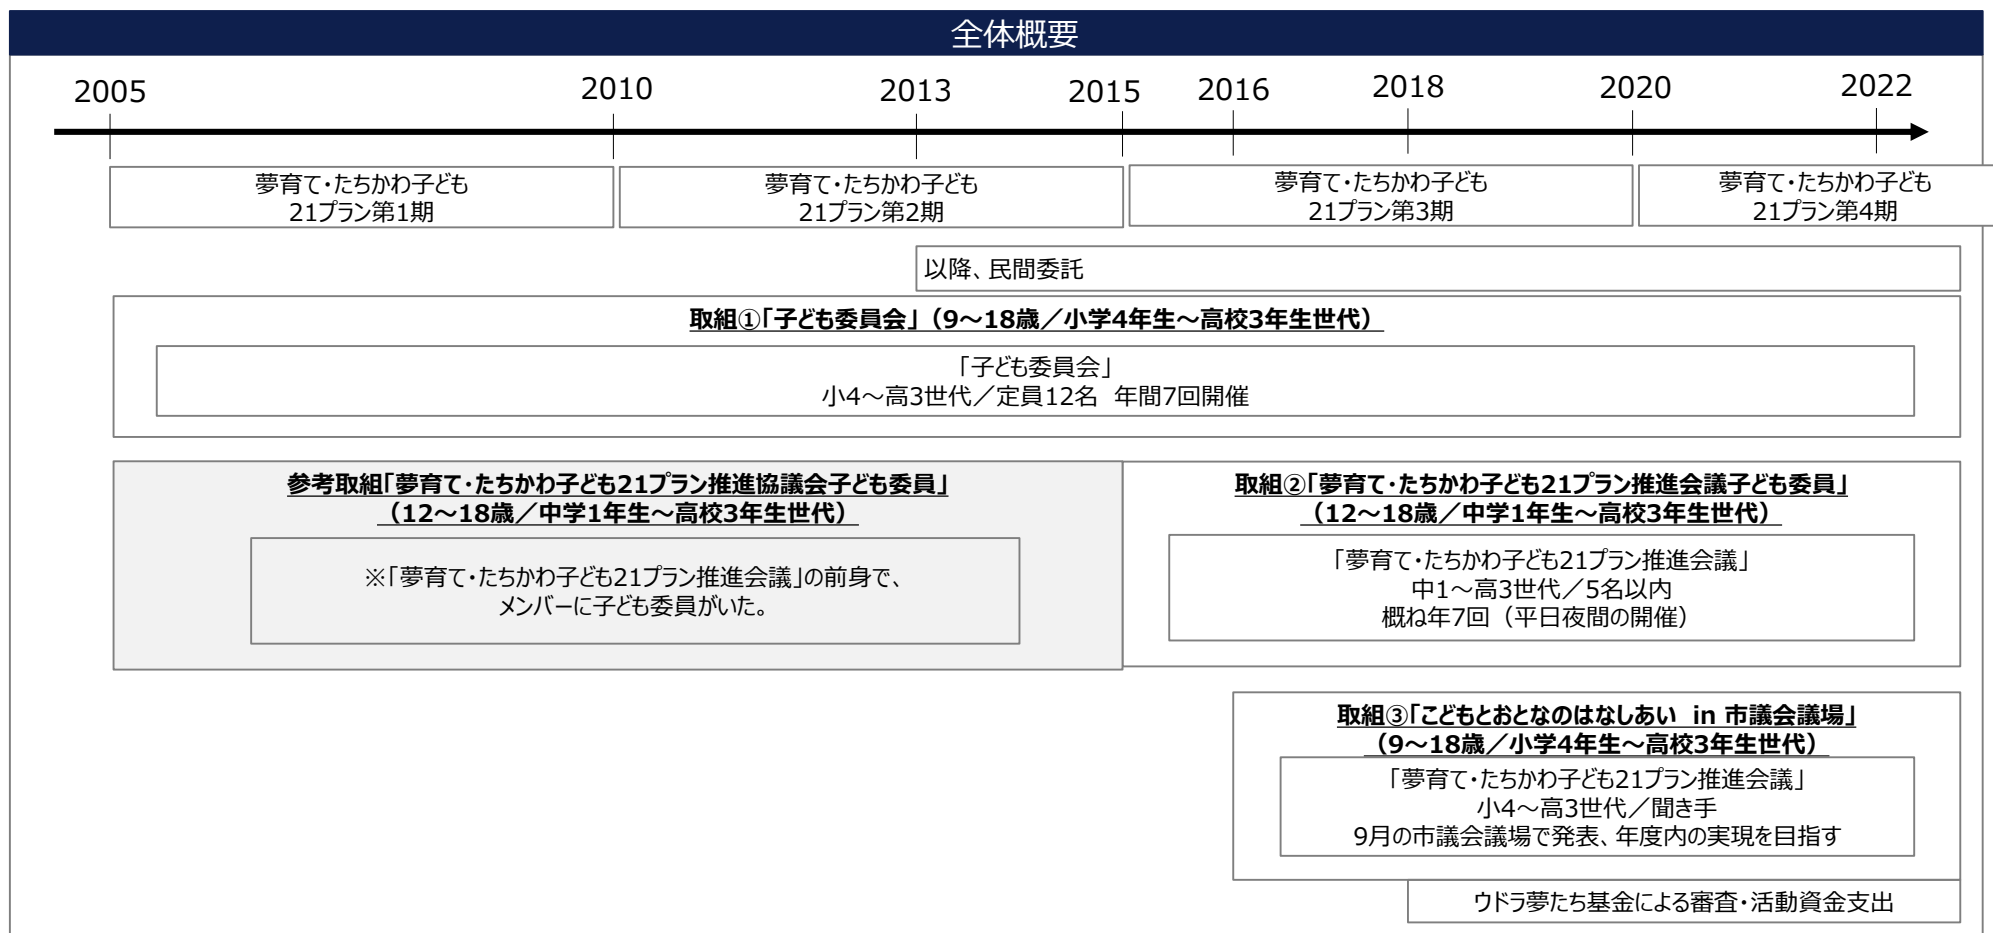 全体概要
2005
2010
2013
2015
2016
2018
2020
2022
夢育て・たちかわ子ども
21プラン第1期
夢育て・たちかわ子ども
21プラン第2期
夢育て・たちかわ子ども
21プラン第3期
夢育て・たちかわ子ども
21プラン第4期
以降、民間委託
取組①「子ども委員会」（9～18歳／小学4年生～高校3年生世代）
「子ども委員会」
小4～高3世代／定員12名 年間7回開催
参考取組「夢育て・たちかわ子ども21プラン推進協議会子ども委員」
（12～18歳／中学1年生～高校3年生世代）
※「夢育て・たちかわ子ども21プラン推進会議」の前身で、
メンバーに子ども委員がいた。
取組②「夢育て・たちかわ子ども21プラン推進会議子ども委員」
（12～18歳／中学1年生～高校3年生世代）
「夢育て・たちかわ子ども21プラン推進会議」
中1～高3世代／5名以内
概ね年7回（平日夜間の開催）
取組③「こどもとおとなのはなしあい in 市議会議場」
（9～18歳／小学4年生～高校3年生世代）
「夢育て・たちかわ子ども21プラン推進会議」
小4～高3世代／聞き手
9月の市議会議場で発表、年度内の実現を目指す
ウドラ夢たち基金による審査・活動資金支出